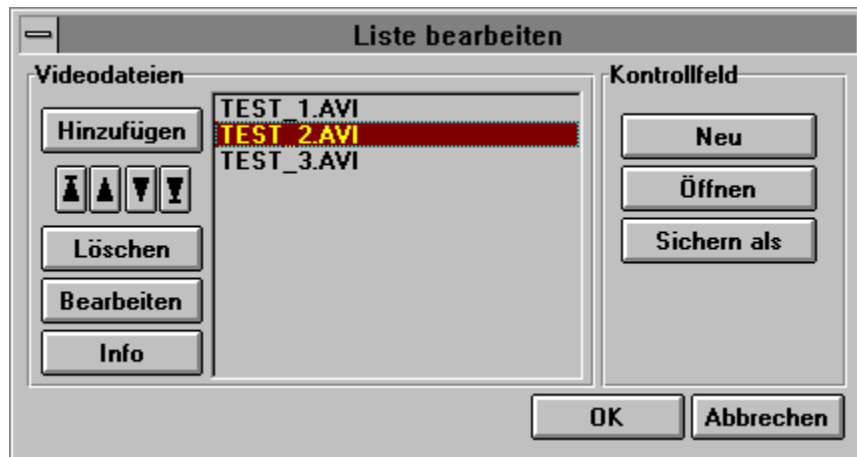 Liste bearbeiten
Videodateien
Hinzufügen
Löschen
Bearbeiten
Info
TEST_1.AVI
TEST_2.AVI
TEST_3.AVI
Kontrollfeld
Neu
Öffnen
Sichern als
OK
Abbrechen